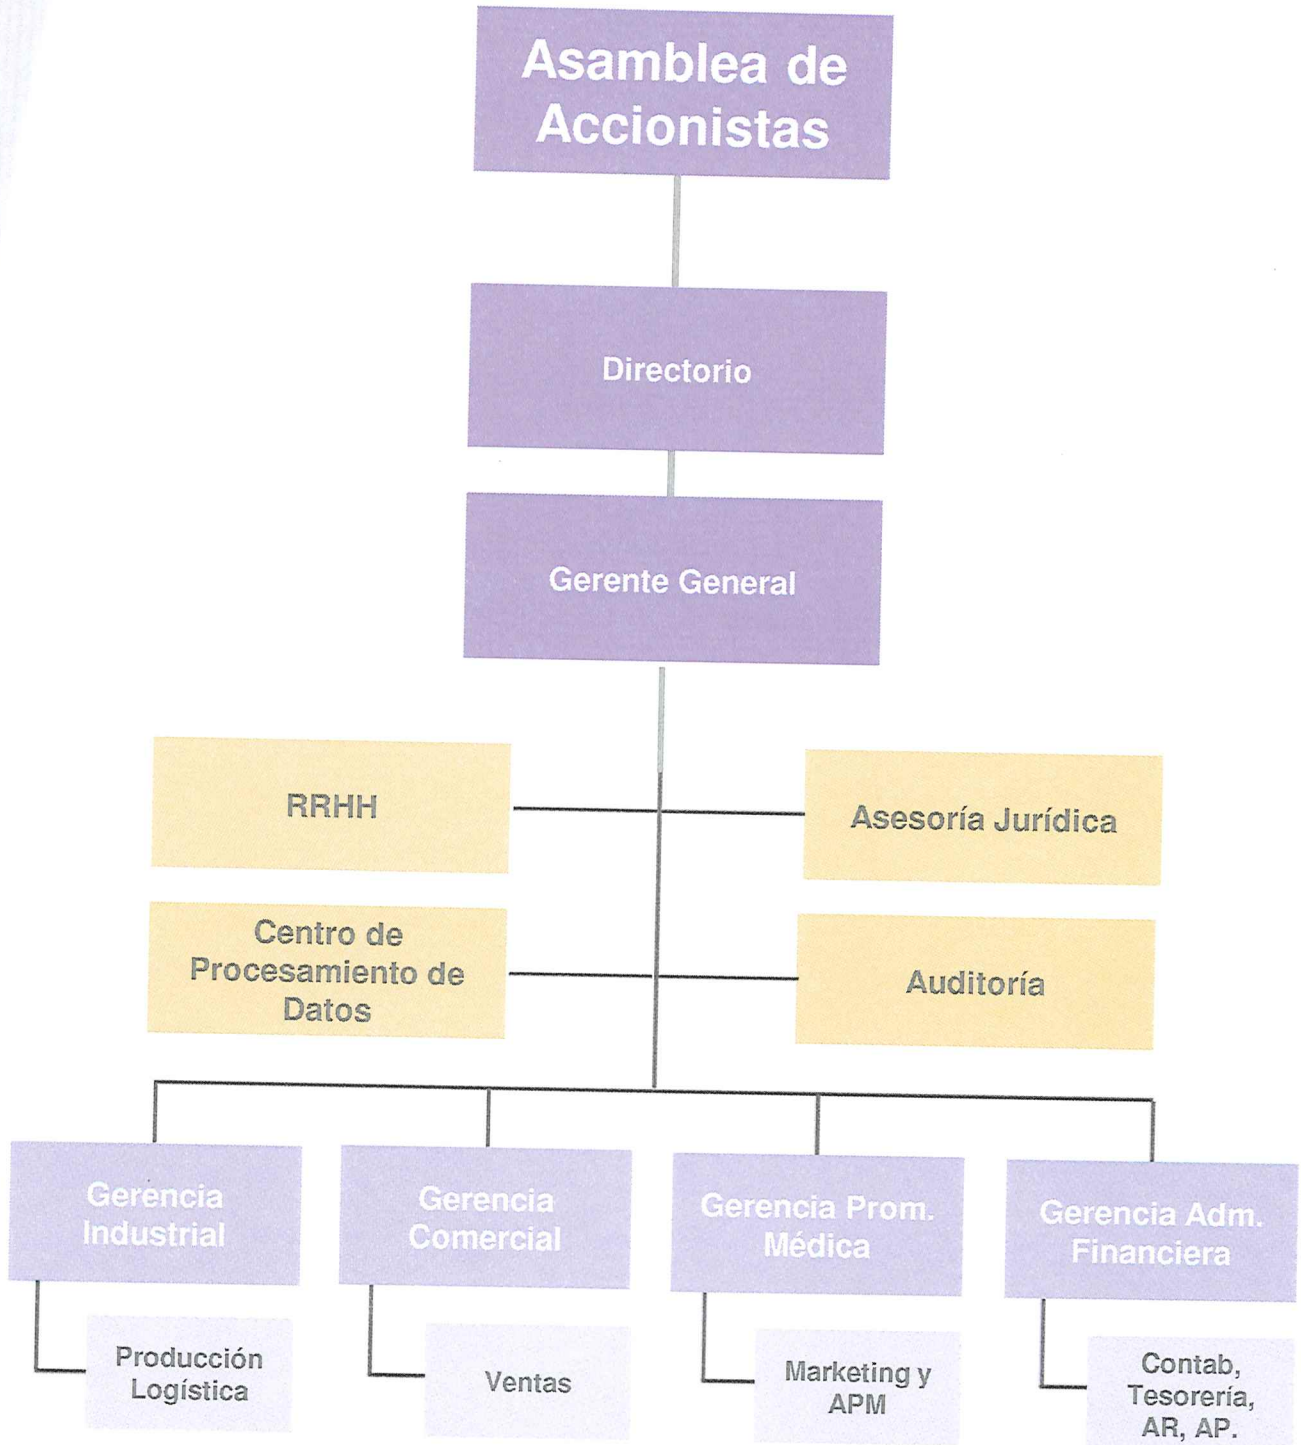 Asamblea de
Accionistas
Directorio
Gerente General
RRHH
Asesoría Jurídica
Centro de
Procesamiento de
Datos
Auditoría
Gerencia
Industrial
Gerencia
Comercial
Gerencia Prom.
Médica
Gerencia Adm.
Financiera
Producción
Logística
Ventas
Marketing y
APM
Contab,
Tesorería,
AR, AP.